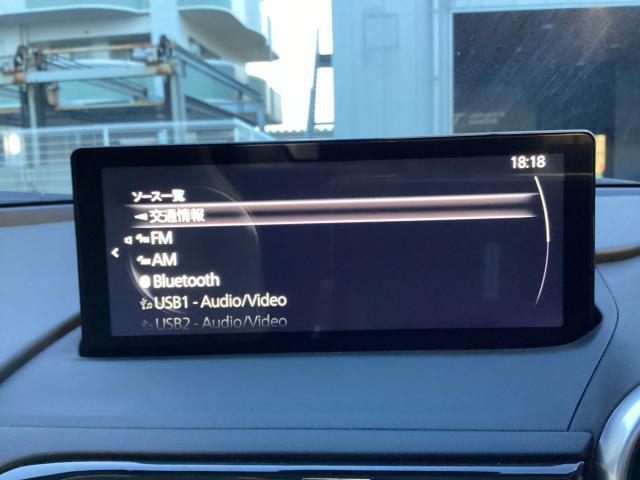 18:18
ソース一覧
交通情報
FM
AM
Bluetooth
USB1 - Audio/Video
USB2 - Audio/Video